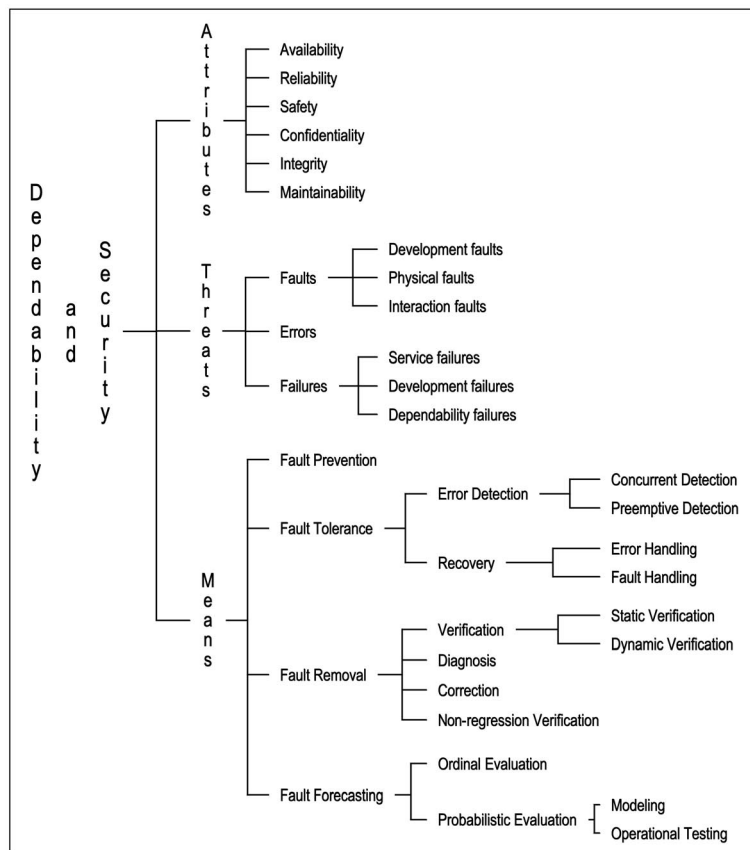 Dependability
and
Security
Attributes
Availability
Reliability
Safety
Confidentiality
Integrity
Maintainability
Threats
Faults
Development faults
Physical faults
Interaction faults
Errors
Failures
Service failures
Development failures
Dependability failures
Means
Fault Prevention
Fault Tolerance
Error Detection
Concurrent Detection
Preemptive Detection
Recovery
Error Handling
Fault Handling
Fault Removal
Verification
Static Verification
Dynamic Verification
Diagnosis
Correction
Non-regression Verification
Fault Forecasting
Ordinal Evaluation
Probabilistic Evaluation
Modeling
Operational Testing